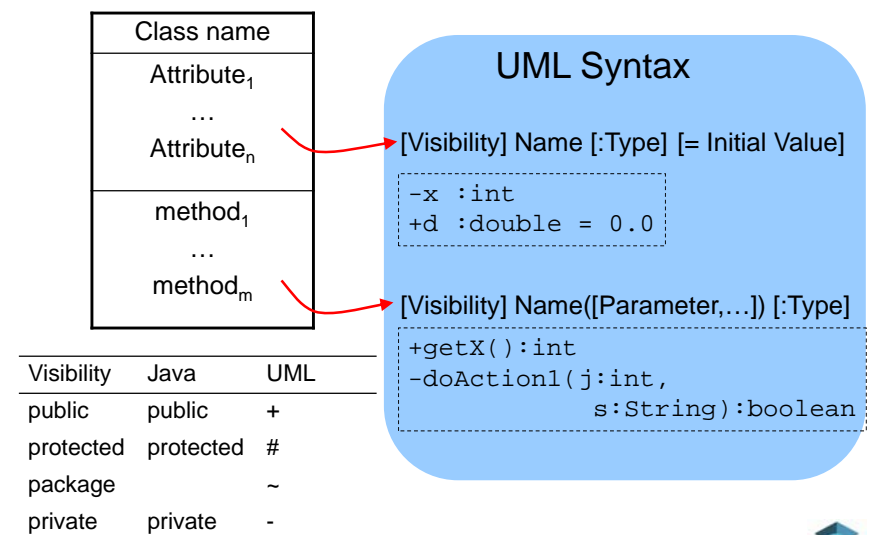 Class name
Attribute₁
…
Attributeₙ
method₁
…
methodₘ
UML Syntax
[Visibility] Name [:Type] [= Initial Value]
-x :int
+d :double = 0.0
[Visibility] Name([Parameter,…]) [:Type]
+getX():int
-doAction1(j:int,
s:String):boolean
Visibility Java UML
public public +
protected protected #
package ~
private private -